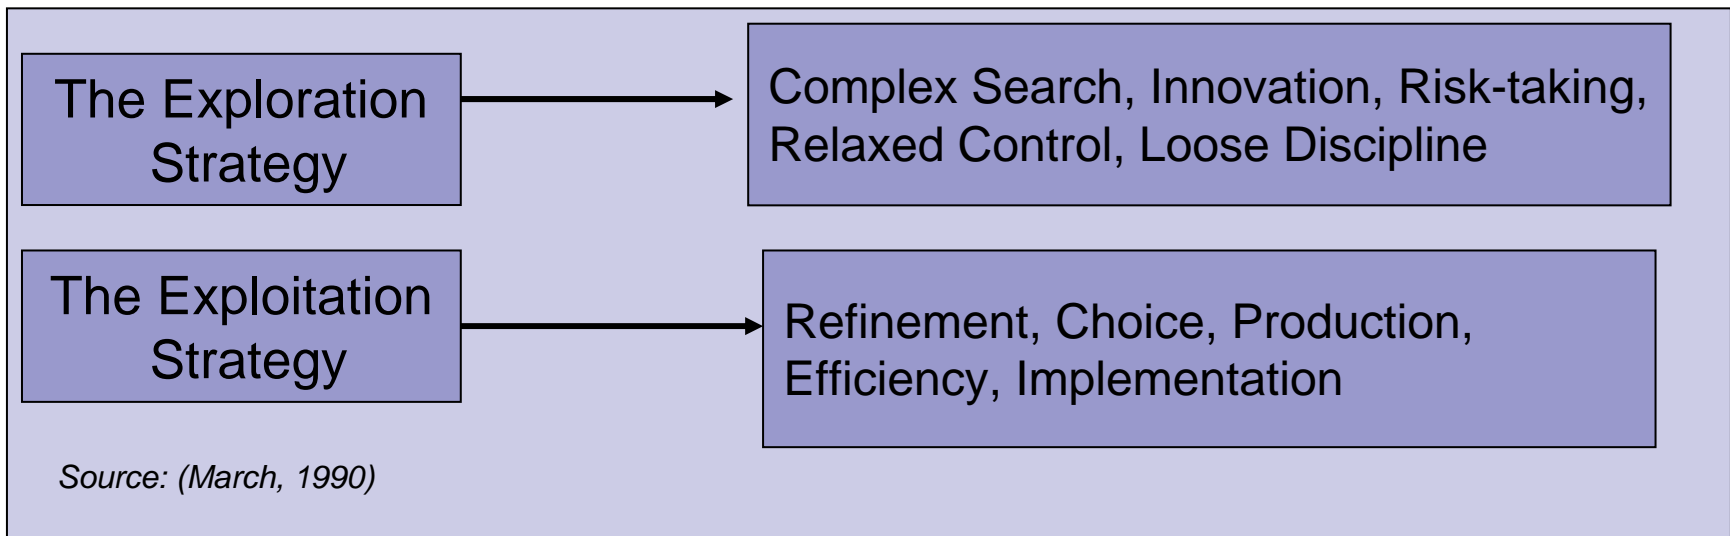 The Exploration
Strategy
Complex Search, Innovation, Risk-taking,
Relaxed Control, Loose Discipline
The Exploitation
Strategy
Refinement, Choice, Production,
Efficiency, Implementation
Source: (March, 1990)